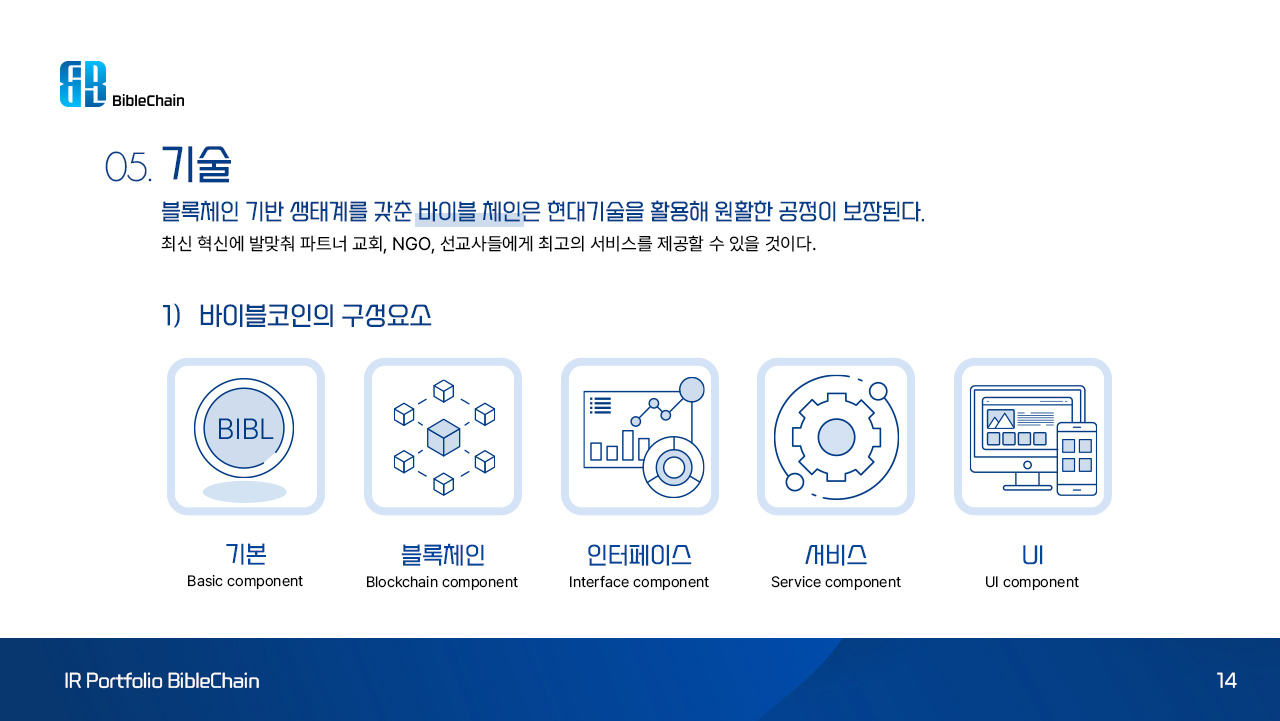 BibleChain
05. 기술
블록체인 기반 생태계를 갖춘 바이블 체인은 현대기술을 활용해 원활한 공정이 보장된다.
최신 혁신에 발맞춰 파트너 교회, NGO, 선교사들에게 최고의 서비스를 제공할 수 있을 것이다.
1) 바이블코인의 구성요소
BIBL
기본
Basic component
블록체인
Blockchain component
인터페이스
Interface component
서비스
Service component
UI
UI component
IR Portfolio BibleChain
14